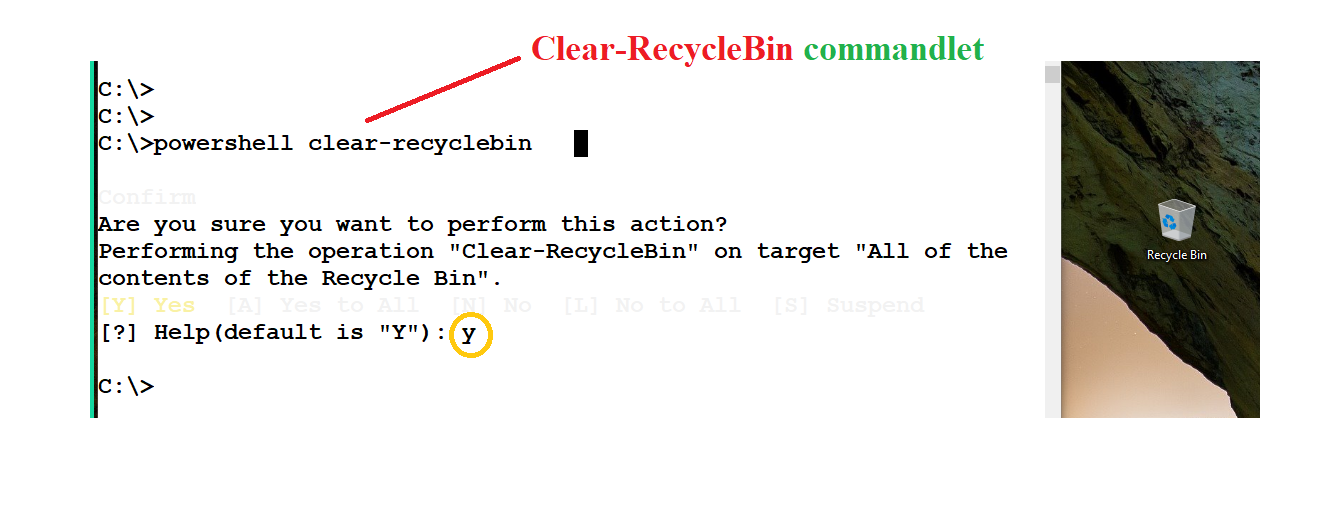 Clear-RecycleBin commandlet
C:\>
C:\>
C:\>powershell clear-recyclebin
Confirm
Are you sure you want to perform this action?
Performing the operation "Clear-RecycleBin" on target "All of the
contents of the Recycle Bin".
[Y] Yes  [A] Yes to All  [N] No  [L] No to All  [S] Suspend
[?] Help(default is "Y"): y
C:\>
Recycle Bin